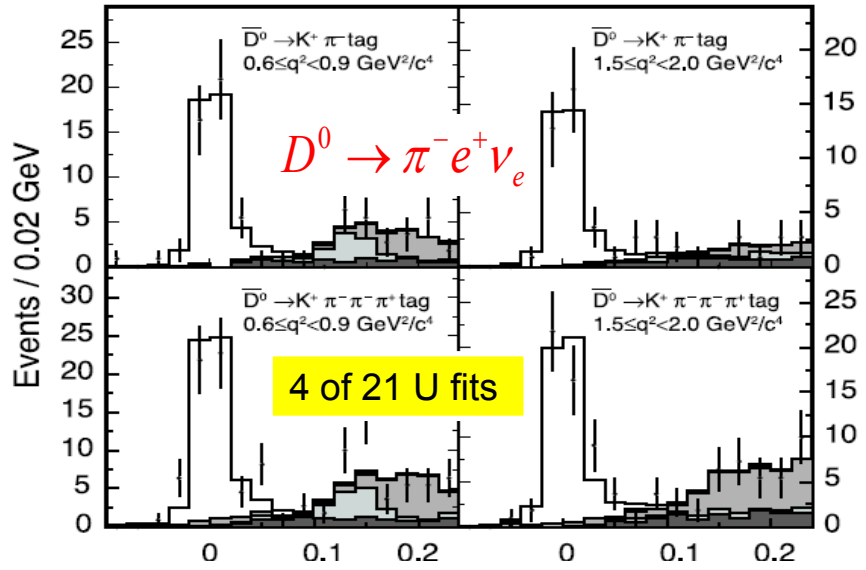 D̅⁰ →K⁺ π⁻ tag
0.6≤q²<0.9 GeV²/c⁴
25
20
15
10
5
0
D̅⁰ →K⁺ π⁻ tag
1.5≤q²<2.0 GeV²/c⁴
20
15
10
5
0
D⁰ → π⁻e⁺ν_e
Events / 0.02 GeV
D̅⁰ →K⁺ π⁻π⁻π⁺ tag
0.6≤q²<0.9 GeV²/c⁴
30
25
20
15
10
5
0
D̅⁰ →K⁺ π⁻π⁻π⁺ tag
1.5≤q²<2.0 GeV²/c⁴
25
20
15
10
5
0
4 of 21 U fits
0 0.1 0.2
0 0.1 0.2